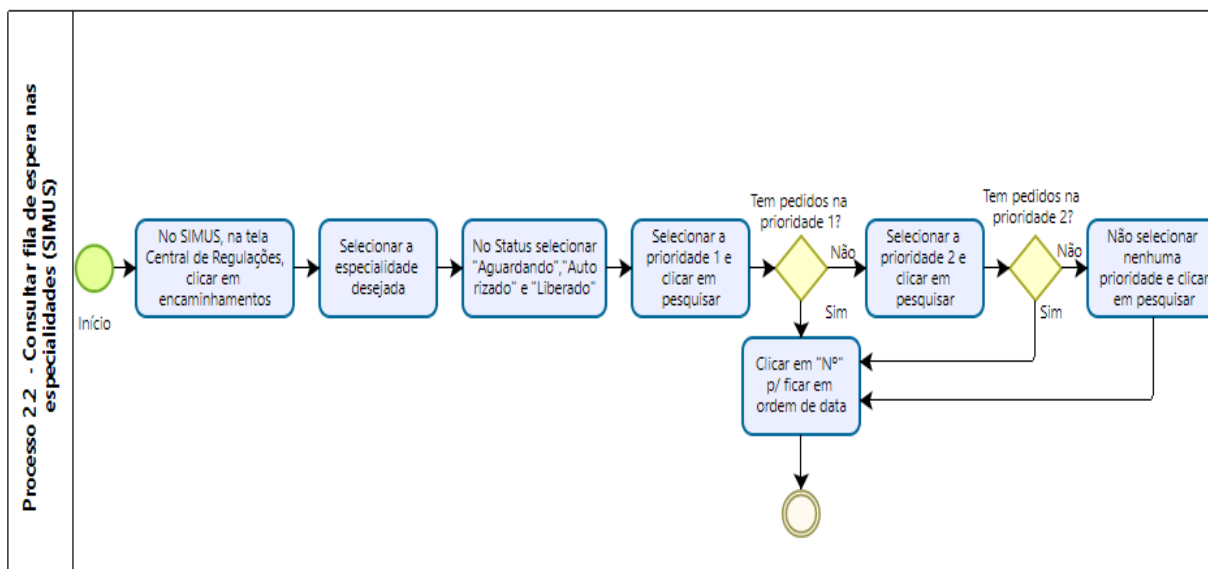 Processo 2.2 - Consultar fila de espera nas
especialidades (SIMUS)
Início
No SIMUS, na tela
Central de Regulações,
clicar em
encaminhamentos
Selecionar a
especialidade
desejada
No Status selecionar
"Aguardando","Auto
rizado" e "Liberado"
Selecionar a
prioridade 1 e
clicar em
pesquisar
Tem pedidos na
prioridade 1?
Não
Sim
Selecionar a
prioridade 2 e
clicar em
pesquisar
Tem pedidos na
prioridade 2?
Não
Sim
Não selecionar
nenhuma
prioridade e clicar
em pesquisar
Clicar em "Nº"
p/ ficar em
ordem de data